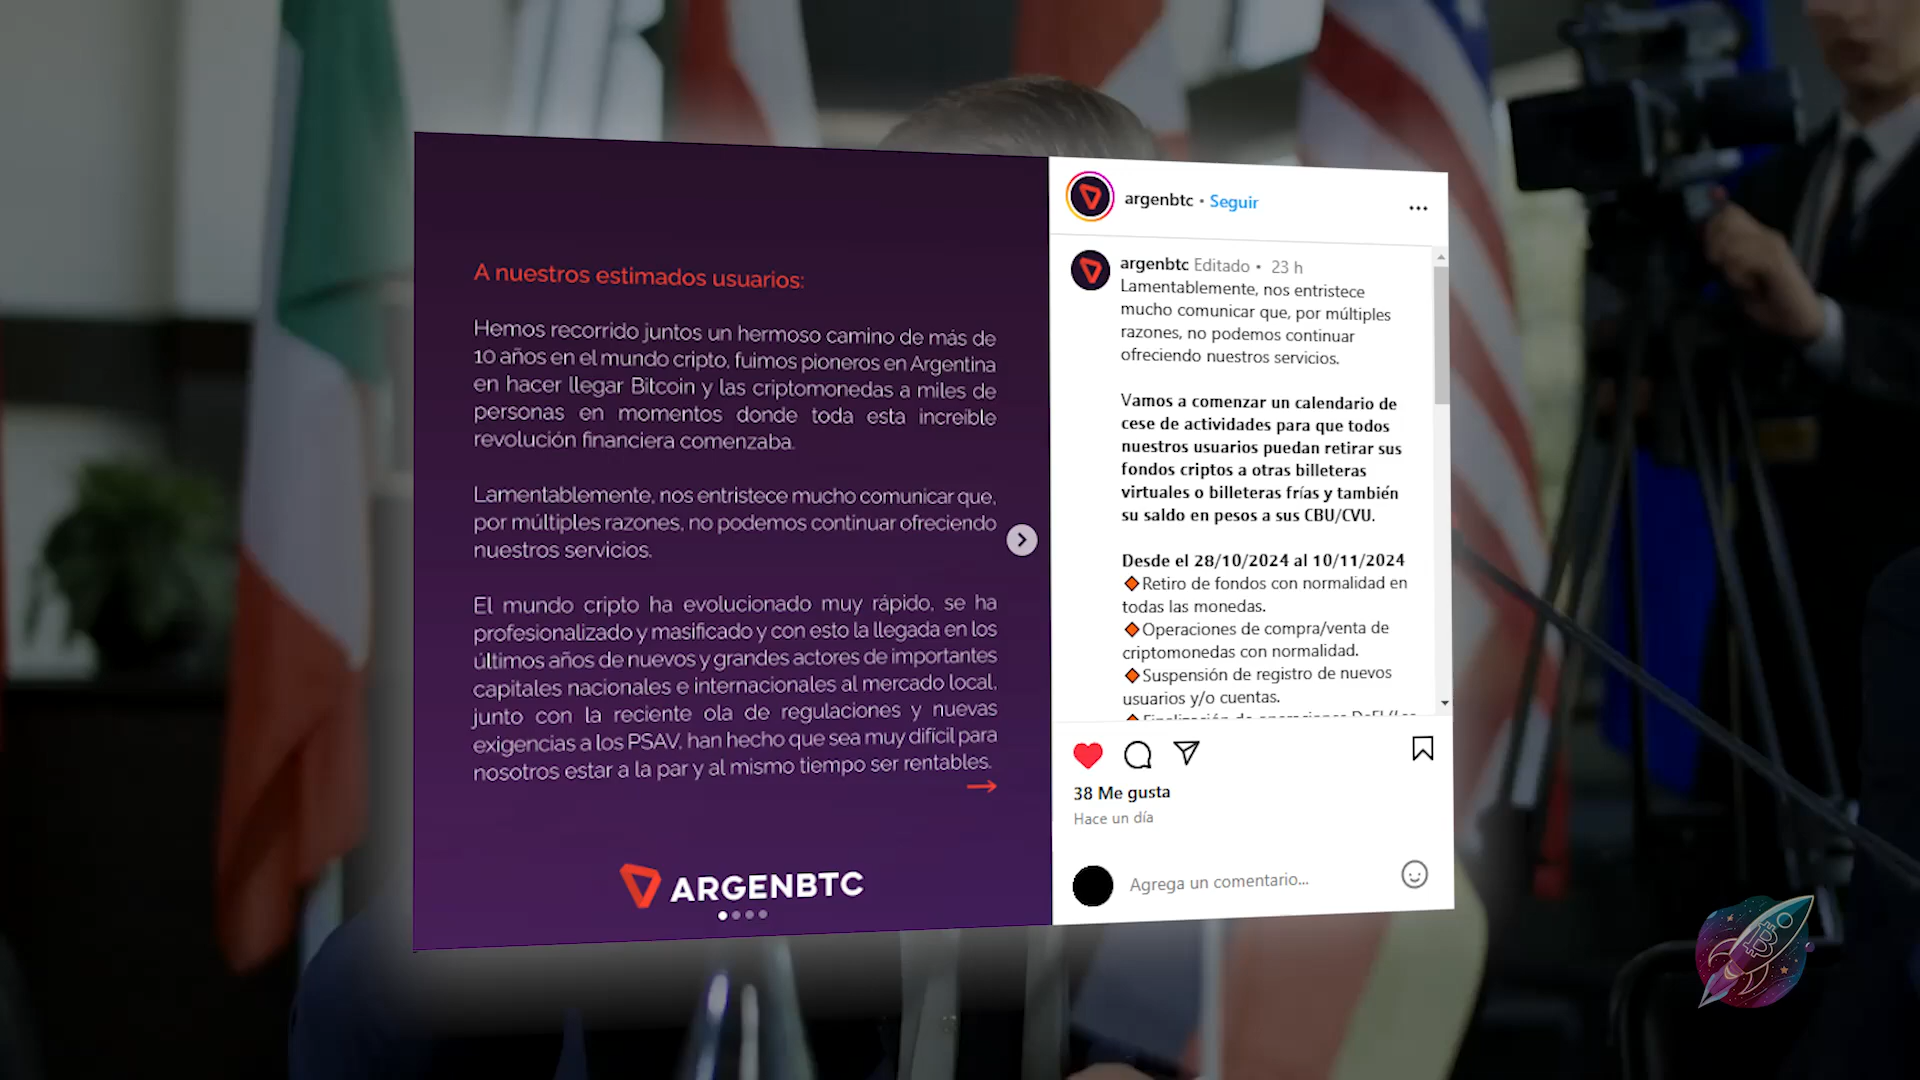 A nuestros estimados usuarios:
Hemos recorrido juntos un hermoso camino de más de
10 años en el mundo cripto, fuimos pioneros en Argentina
en hacer llegar Bitcoin y las criptomonedas a miles de
personas en momentos donde toda esta increíble
revolución financiera comenzaba.
Lamentablemente, nos entristece mucho comunicar que,
por múltiples razones, no podemos continuar ofreciendo
nuestros servicios.
El mundo cripto ha evolucionado muy rápido, se ha
profesionalizado y masificado y con esto la llegada en los
últimos años de nuevos y grandes actores de importantes
capitales nacionales e internacionales al mercado local,
junto con la reciente ola de regulaciones y nuevas
exigencias a los PSAV, han hecho que sea muy difícil para
nosotros estar a la par y al mismo tiempo ser rentables.
ARGENBTC
argenbtc • Seguir
argenbtc Editado • 23 h
Lamentablemente, nos entristece
mucho comunicar que, por múltiples
razones, no podemos continuar
ofreciendo nuestros servicios.
Vamos a comenzar un calendario de
cese de actividades para que todos
nuestros usuarios puedan retirar sus
fondos criptos a otras billeteras
virtuales o billeteras frías y también
su saldo en pesos a sus CBU/CVU.
Desde el 28/10/2024 al 10/11/2024
🔸Retiro de fondos con normalidad en
todas las monedas.
🔸Operaciones de compra/venta de
criptomonedas con normalidad.
🔸Suspensión de registro de nuevos
usuarios y/o cuentas.
38 Me gusta
Hace un día
Agrega un comentario...